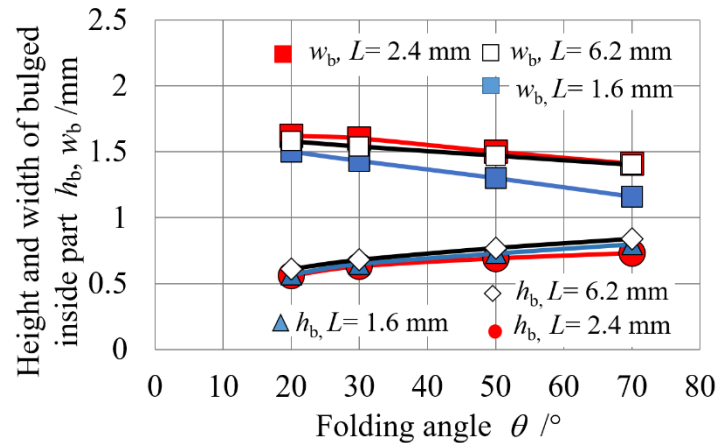 Height and width of bulged
inside part h_b, w_b /mm
2.5
2
1.5
1
0.5
0
w_b, L= 2.4 mm
w_b, L= 6.2 mm
w_b, L= 1.6 mm
h_b, L= 6.2 mm
h_b, L= 1.6 mm
h_b, L= 2.4 mm
0 10 20 30 40 50 60 70 80
Folding angle θ /°